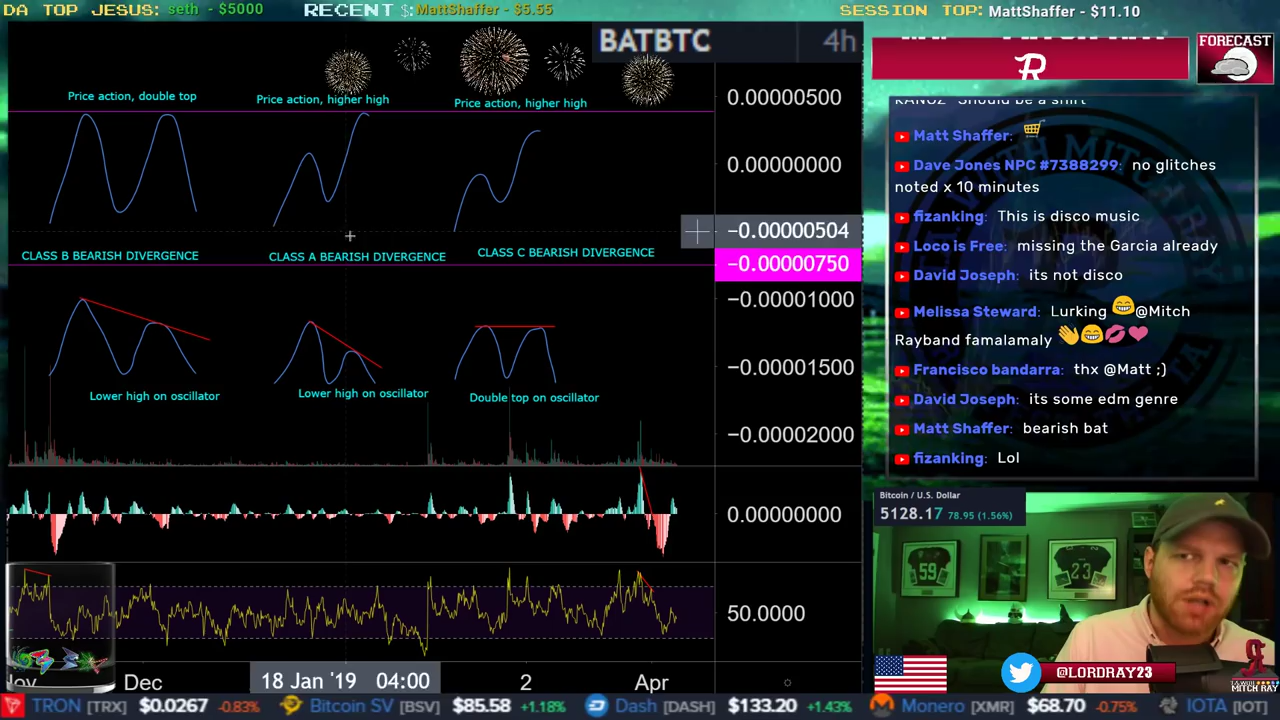 DA TOP JESUS: seth - $5000
RECENT $: MattShaffer - $5.55
SESSION TOP: MattShaffer - $11.10
BATBTC 4h
FORECAST
R
Price action, double top
Price action, higher high
Price action, higher high
CLASS B BEARISH DIVERGENCE
CLASS A BEARISH DIVERGENCE
CLASS C BEARISH DIVERGENCE
Lower high on oscillator
Lower high on oscillator
Double top on oscillator
0.00000500
0.00000000
−0.00000504
−0.00000750
−0.00001000
−0.00001500
−0.00002000
0.00000000
50.0000
Dec
18 Jan '19 04:00
2
Apr
Matt Shaffer:
Dave Jones NPC #7388299: no glitches
noted x 10 minutes
fizanking: This is disco music
Loco is Free: missing the Garcia already
David Joseph: its not disco
Melissa Steward: Lurking 😁@Mitch
Rayband famalamaly 👋😁💋❤
Francisco bandarra: thx @Matt ;)
David Joseph: its some edm genre
Matt Shaffer: bearish bat
fizanking: Lol
Bitcoin / U.S. Dollar
5128.17 78.95 (1.56%)
59
23
@LORDRAY23
MITCH RAY
TRON [TRX] $0.0267 -0.83%
Bitcoin SV [BSV] $85.58 +1.18%
Dash [DASH] $133.20 +1.43%
Monero [XMR] $68.70 -0.75%
IOTA [IOT]